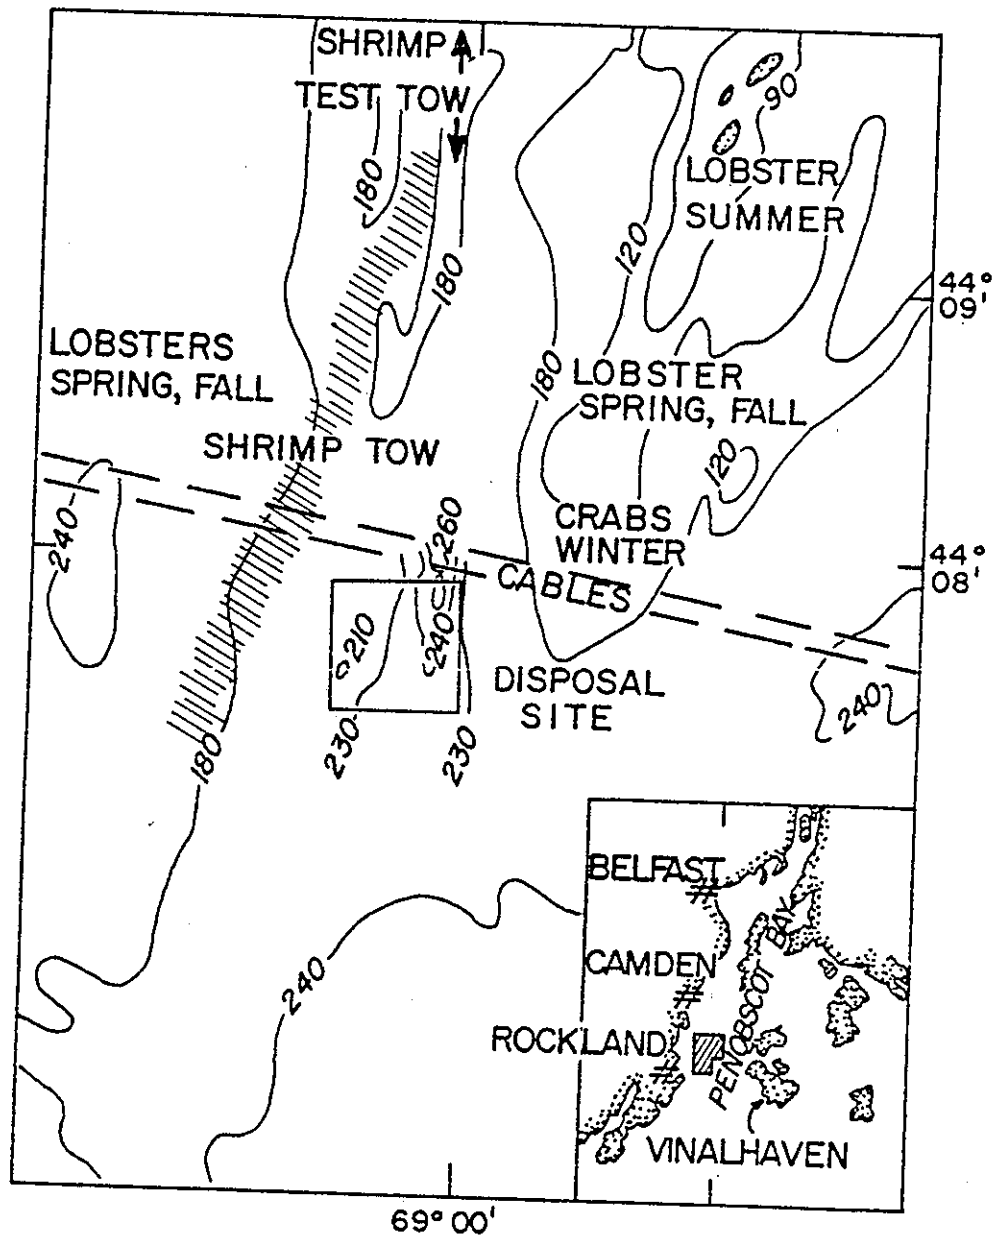 SHRIMP
TEST TOW
90
LOBSTER
SUMMER
180
120
180
44°
09'
LOBSTERS
SPRING, FALL
180
LOBSTER
SPRING, FALL
SHRIMP TOW
120
240
260
CRABS
WINTER
44°
08'
CABLES
210
240
DISPOSAL
SITE
240
180
230
230
BELFAST
CAMDEN
PENOBSCOT BAY
240
ROCKLAND
VINALHAVEN
69° 00'